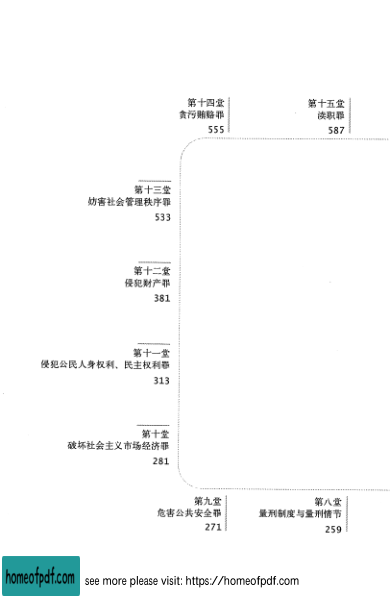 第十四堂
贪污贿赂罪
555
第十五堂
渎职罪
587
第十三堂
妨害社会管理秩序罪
533
第十二堂
侵犯财产罪
381
第十一堂
侵犯公民人身权利、民主权利罪
313
第十堂
破坏社会主义市场经济罪
281
第九堂
危害公共安全罪
271
第八堂
量刑制度与量刑情节
259
homeofpdf.com
see more please visit: https://homeofpdf.com